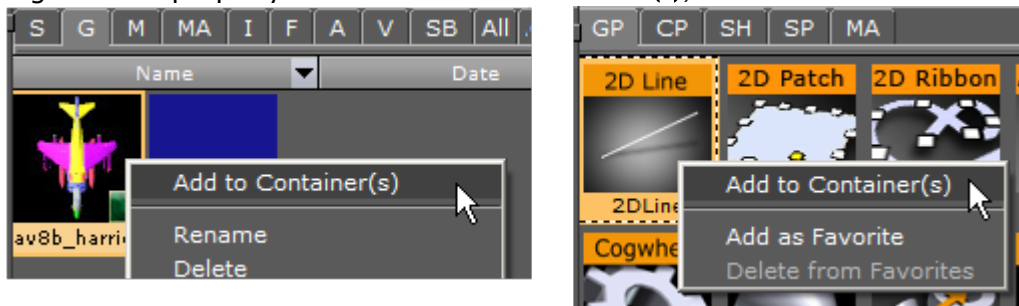 S G M MA I F A V SB All
Name Date
av8b_harri
Add to Container(s)
Rename
Delete
GP CP SH SP MA
2D Line 2D Patch 2D Ribbon
2DLine
Add to Container(s)
Add as Favorite
Delete from Favorites
Cogwhe